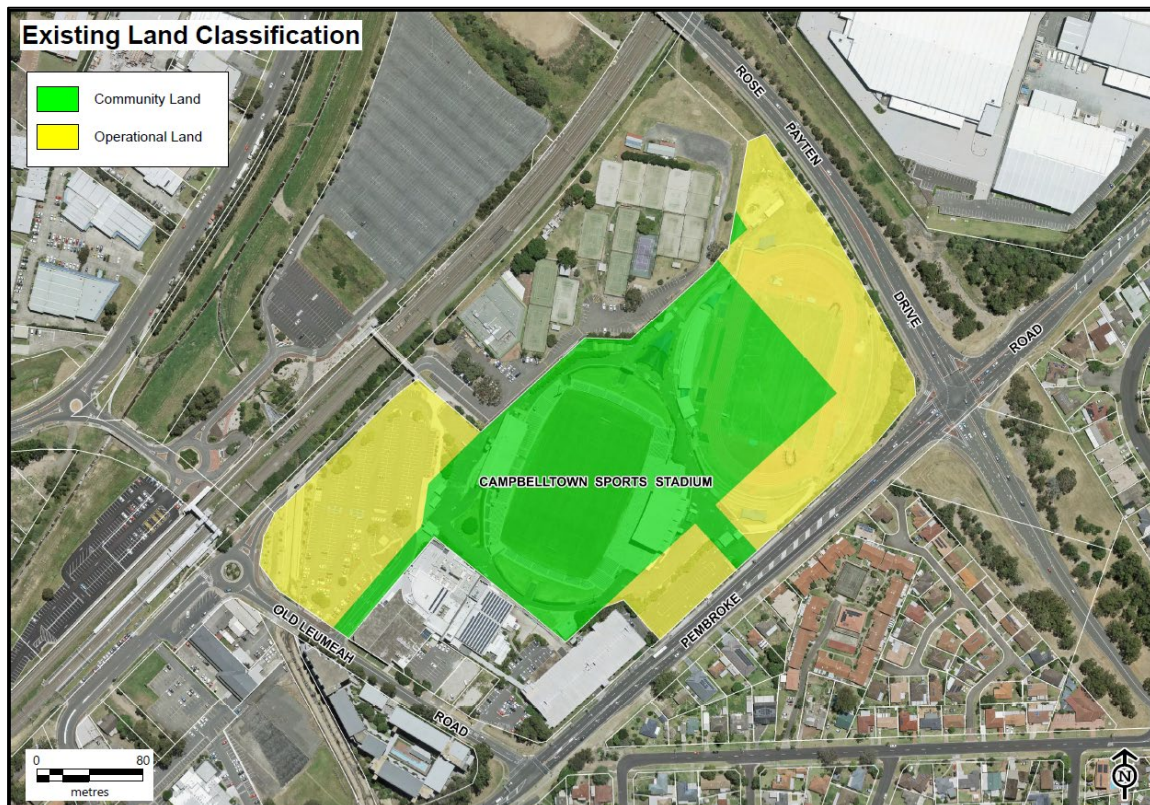 Existing Land Classification
Community Land
Operational Land
ROSE
PAYTEN
DRIVE
ROAD
CAMPBELLTOWN SPORTS STADIUM
PEMBROKE
OLD LEUMEAH
ROAD
0 80
metres
N